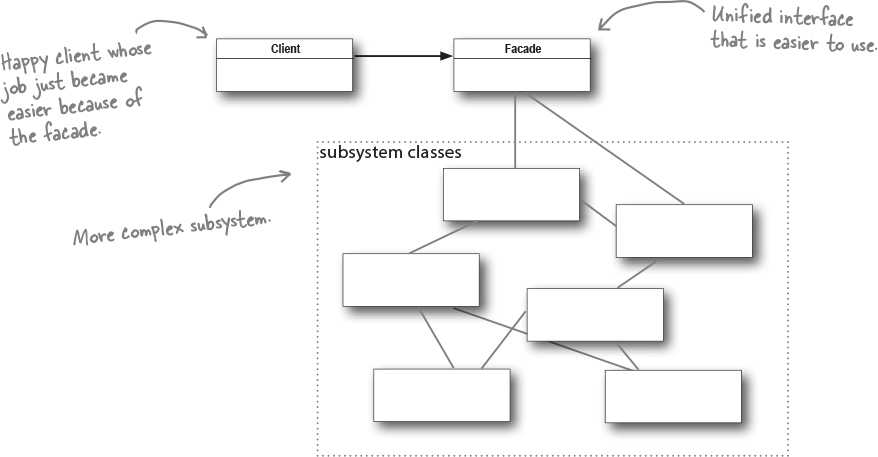 Happy client whose
job just became
easier because of
the facade.
Client
Facade
Unified interface
that is easier to use.
subsystem classes
More complex subsystem.